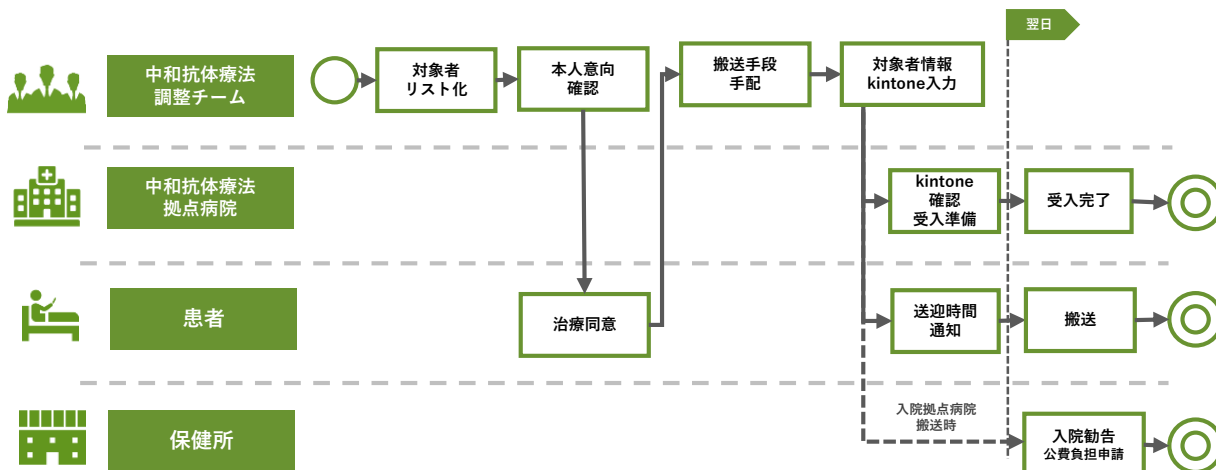 翌日
中和抗体療法
調整チーム
対象者
リスト化
本人意向
確認
搬送手段
手配
対象者情報
kintone入力
中和抗体療法
拠点病院
kintone
確認
受入準備
受入完了
患者
治療同意
送迎時間
通知
搬送
保健所
入院拠点病院
搬送時
入院勧告
公費負担申請